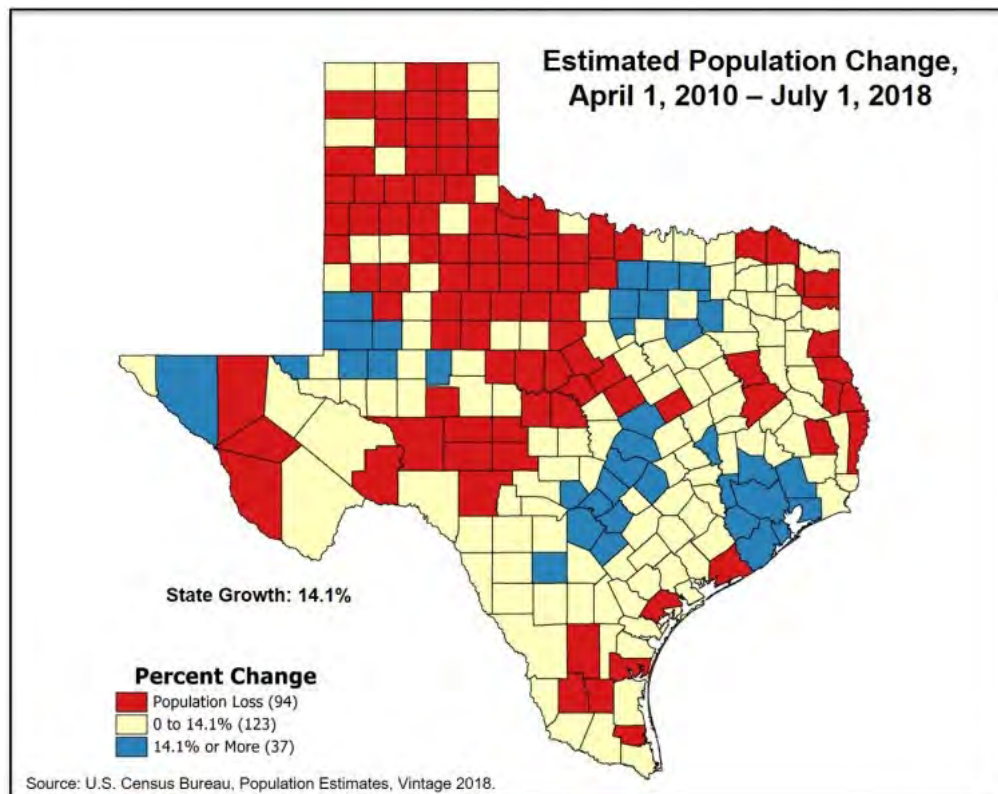 Estimated Population Change,
April 1, 2010 – July 1, 2018
State Growth: 14.1%
Percent Change
Population Loss (94)
0 to 14.1% (123)
14.1% or More (37)
Source: U.S. Census Bureau, Population Estimates, Vintage 2018.